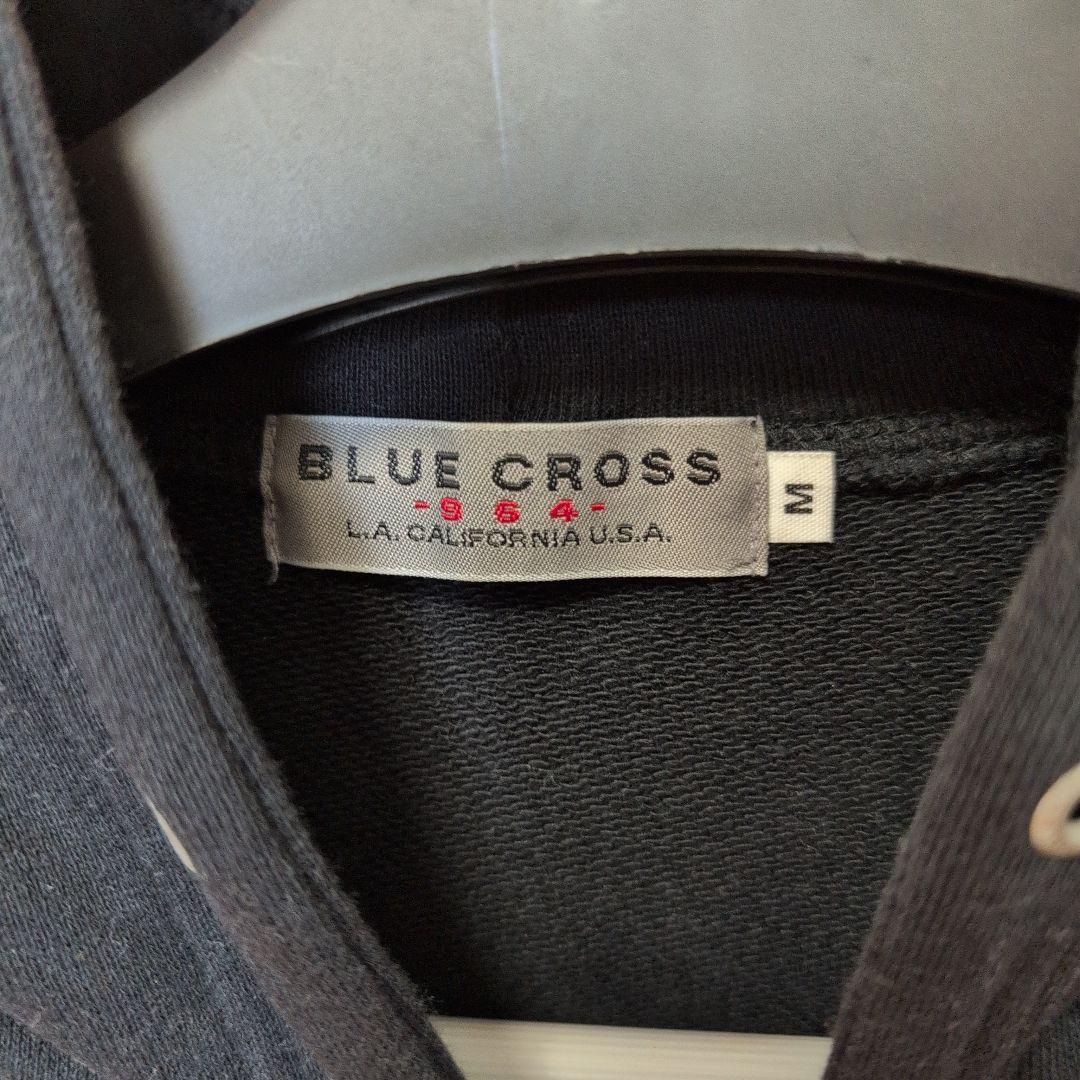 BLUE CROSS
-964-
L.A. CALIFORNIA U.S.A.
M